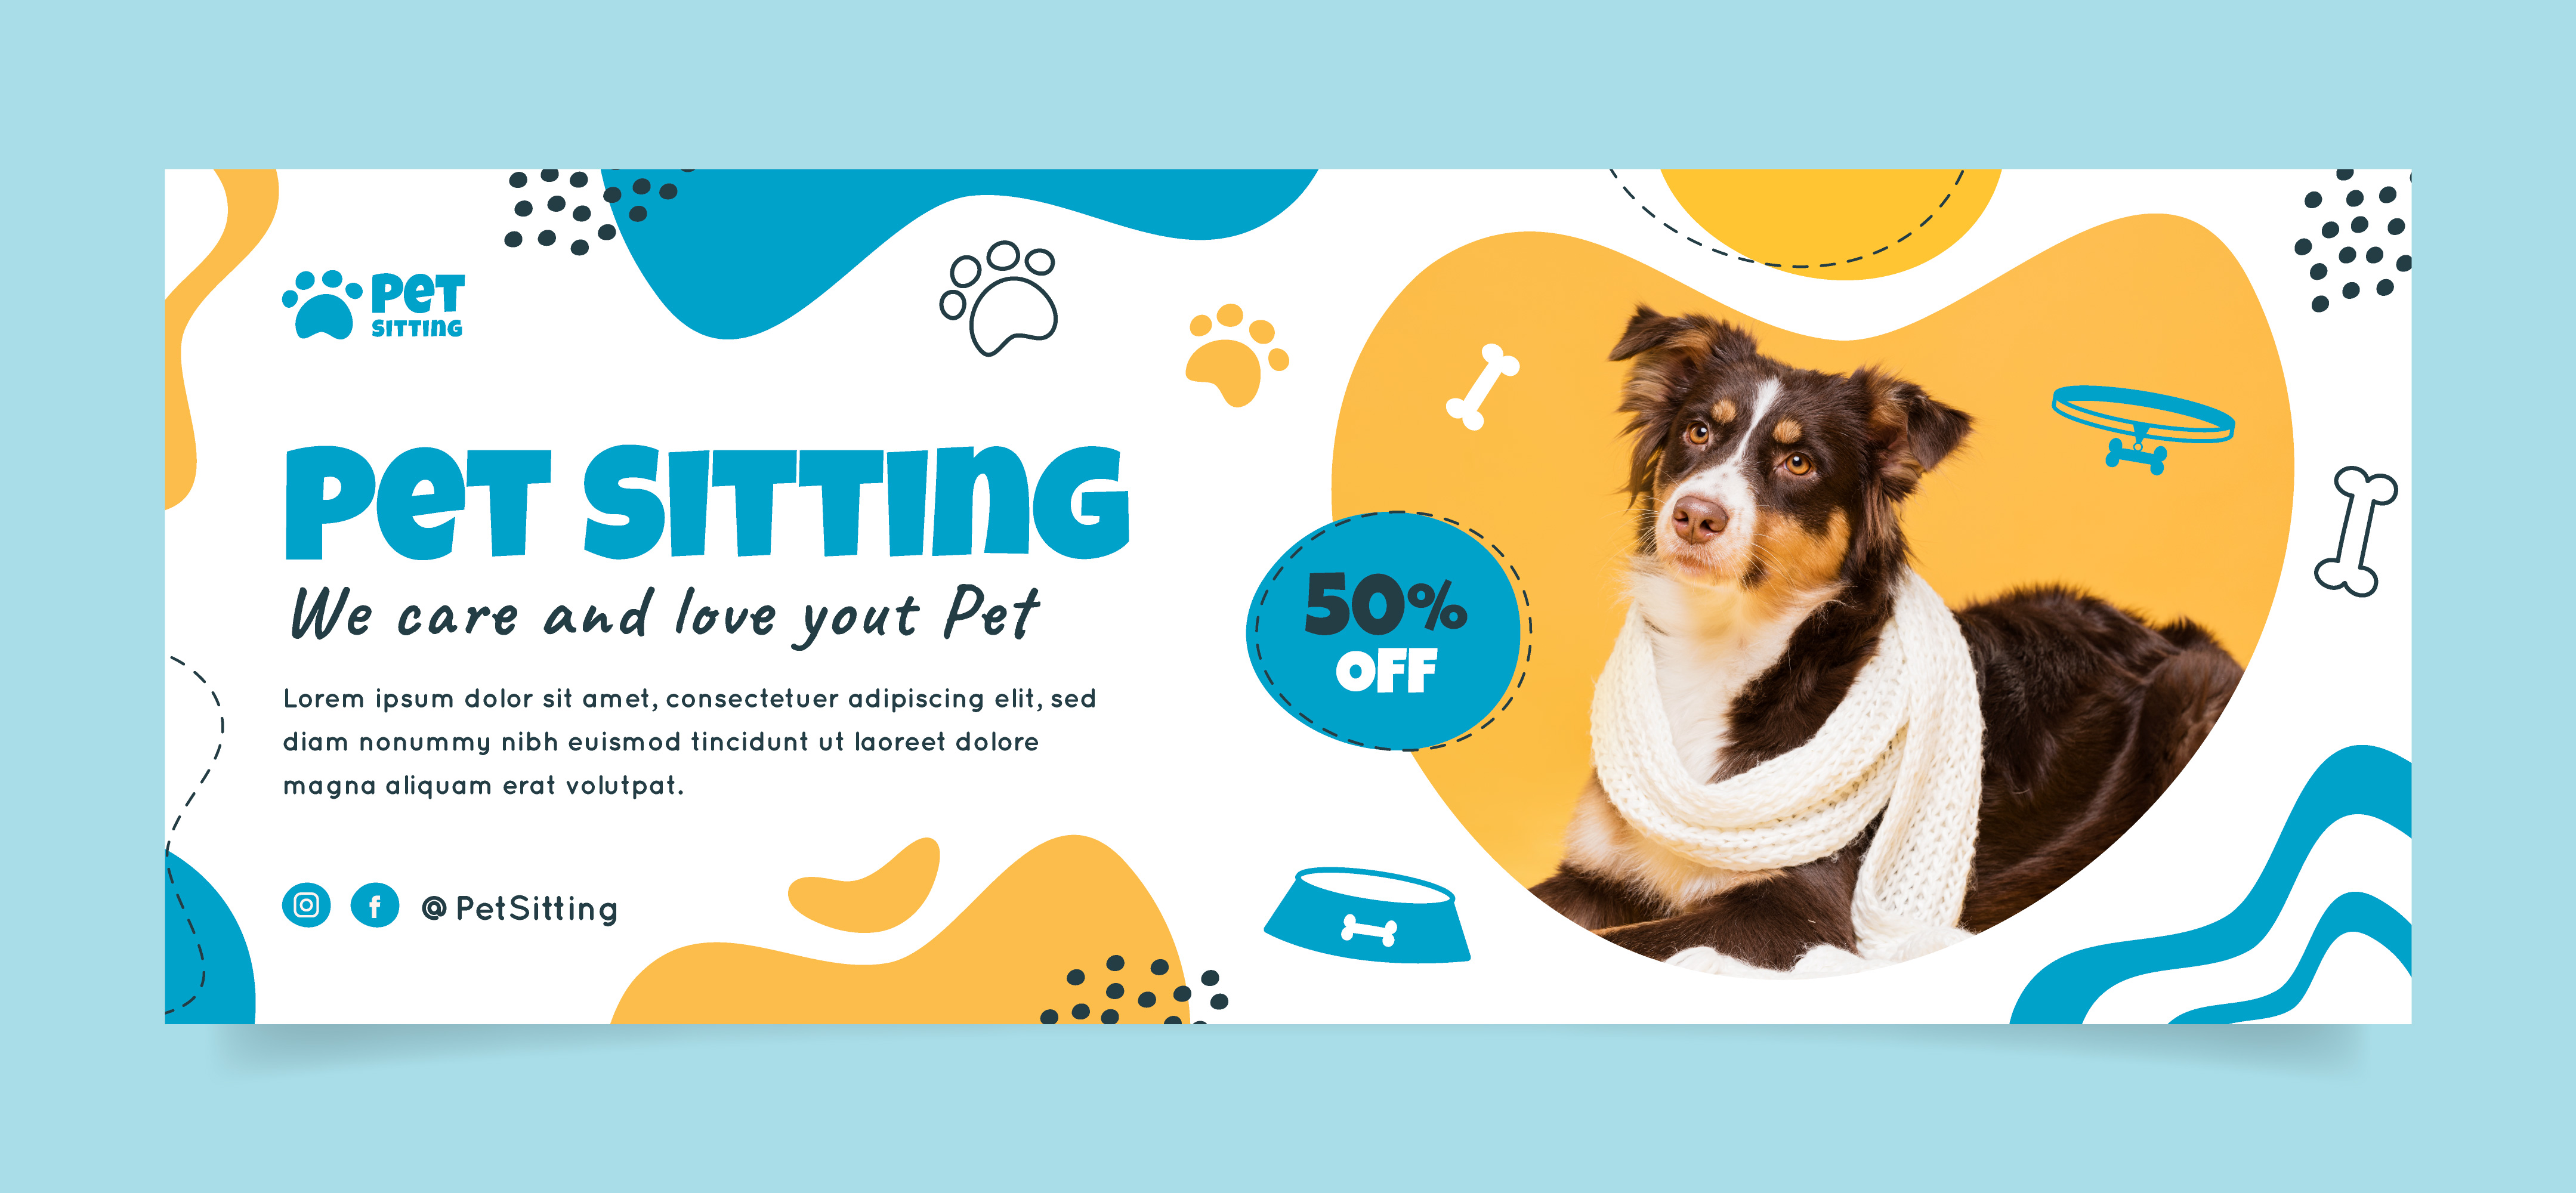 Pet
Sitting
Pet Sitting
We care and love yout Pet
Lorem ipsum dolor sit amet, consectetuer adipiscing elit, sed
diam nonummy nibh euismod tincidunt ut laoreet dolore
magna aliquam erat volutpat.
@PetSitting
50%
OFF